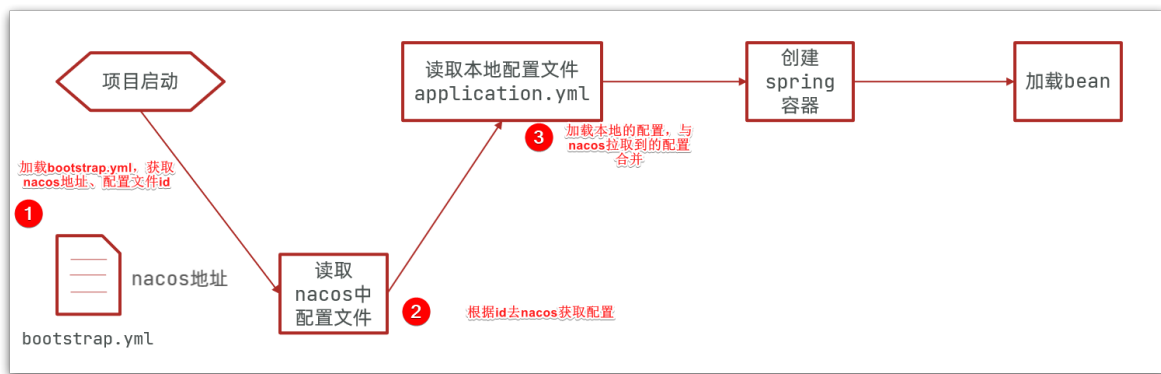 项目启动
读取本地配置文件
application.yml
创建
spring
容器
加载bean
3
加载本地的配置，与
nacos拉取到的配置
合并
加载bootstrap.yml，获取
nacos地址、配置文件id
1
nacos地址
bootstrap.yml
读取
nacos中
配置文件
2
根据id去nacos获取配置